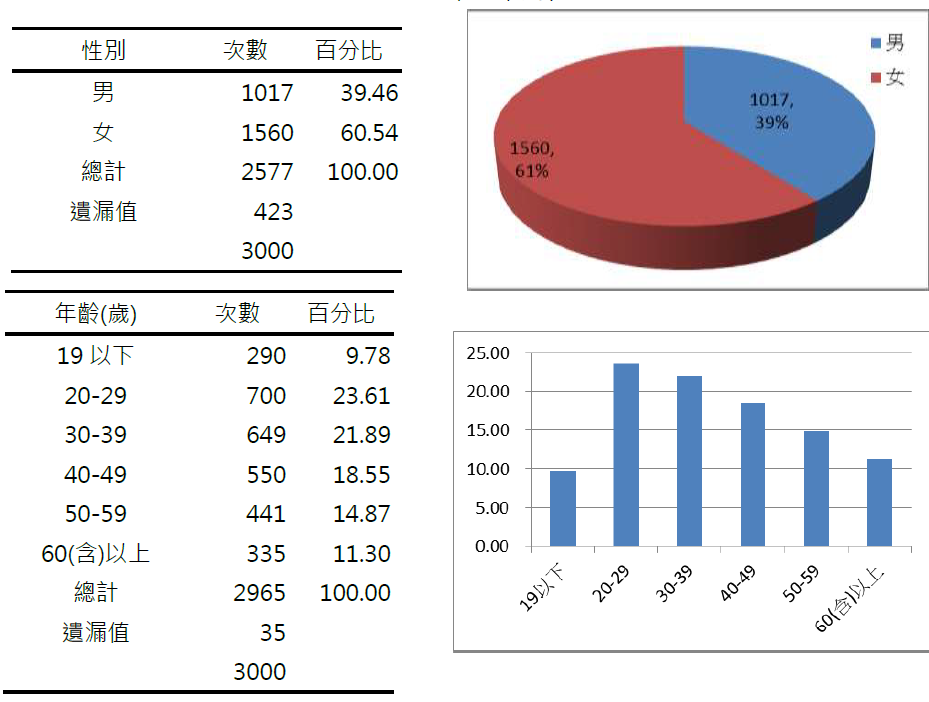 性別 次數 百分比
男 1017 39.46
女 1560 60.54
總計 2577 100.00
遺漏值 423
3000
男
女
1017,
39%
1560,
61%
年齡(歲) 次數 百分比
19 以下 290 9.78
20-29 700 23.61
30-39 649 21.89
40-49 550 18.55
50-59 441 14.87
60(含)以上 335 11.30
總計 2965 100.00
遺漏值 35
3000
25.00
20.00
15.00
10.00
5.00
0.00
19以下
20-29
30-39
40-49
50-59
60(含)以上